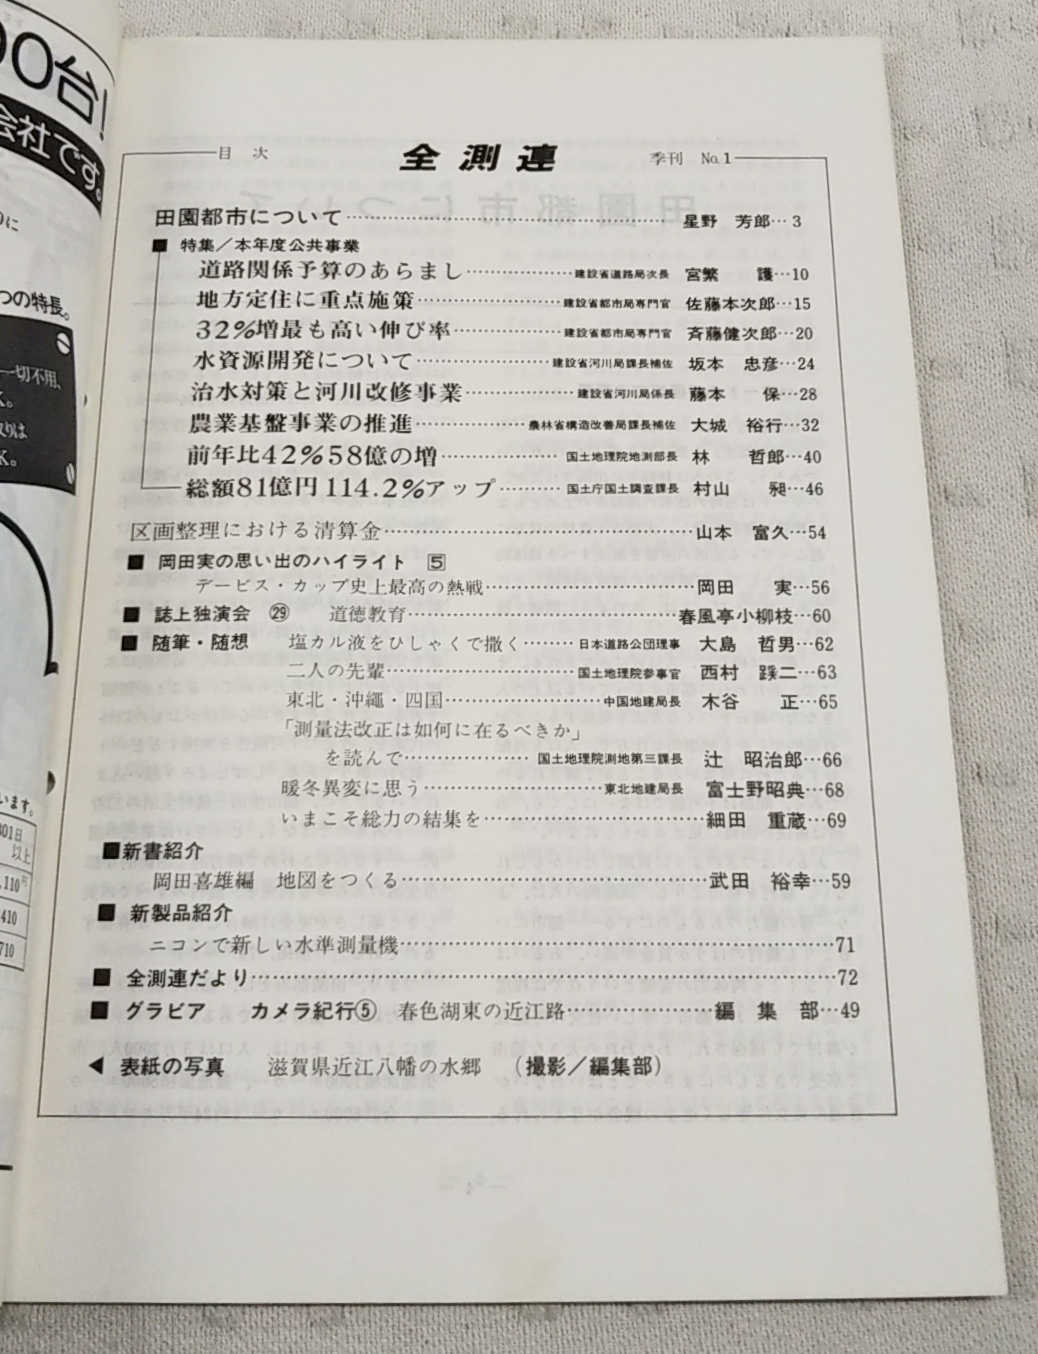 00台!
会社です。
つの特長。
一切不用、
K。
K。
います。
以上
410
710
目 次 全測連 季刊 No.1
田園都市について……星野 芳郎…3
■ 特集/本年度公共事業
道路関係予算のあらまし……建設省道路局次長 宮繁 護…10
地方定住に重点施策……建設省都市局専門官 佐藤本次郎…15
32%増最も高い伸び率……建設省都市局専門官 斉藤健次郎…20
水資源開発について……建設省河川局課長補佐 坂本 忠彦…24
治水対策と河川改修事業……建設省河川局係長 藤本 保…28
農業基盤事業の推進……農林省構造改善局課長補佐 大城 裕行…32
前年比42%58億の増……国土地理院地測部長 林 哲郎…40
総額81億円114.2%アップ……国土庁国土調査課長 村山 昶…46
区画整理における清算金……山本 富久…54
■ 岡田実の思い出のハイライト 5
デービス・カップ史上最高の熱戦……岡田 実…56
■ 誌上独演会 ㉙ 道徳教育……春風亭小柳枝…60
■ 随筆・随想 塩カル液をひしゃくで撒く……日本道路公団理事 大島 哲男…62
二人の先輩……国土地理院参事官 西村 蹊二…63
東北・沖縄・四国……中国地建局長 木谷 正…65
「測量法改正は如何に在るべきか」
を読んで……国土地理院測地第三課長 辻 昭治郎…66
暖冬異変に思う……東北地建局長 富士野昭典…68
いまこそ総力の結集を……細田 重蔵…69
■新書紹介
岡田喜雄編 地図をつくる……武田 裕幸…59
■ 新製品紹介
ニコンで新しい水準測量機……71
■ 全測連だより……72
■ グラビア カメラ紀行⑤ 春色湖東の近江路……編 集 部…49
◀ 表紙の写真 滋賀県近江八幡の水郷 (撮影/編集部)